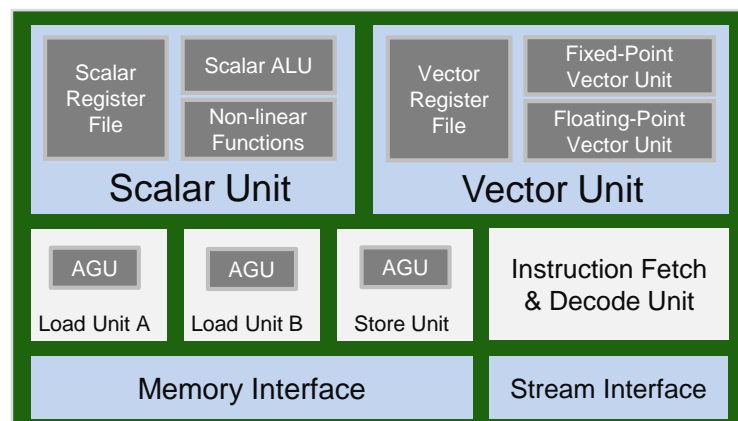 Scalar
Register
File
Scalar ALU
Non-linear
Functions
Scalar Unit
Vector
Register
File
Fixed-Point
Vector Unit
Floating-Point
Vector Unit
Vector Unit
AGU
Load Unit A
AGU
Load Unit B
AGU
Store Unit
Instruction Fetch
& Decode Unit
Memory Interface
Stream Interface